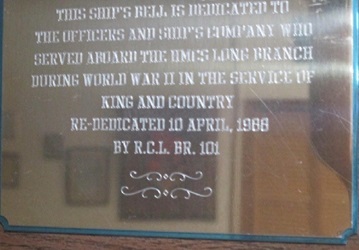 THIS SHIP'S BELL IS DEDICATED TO
THE OFFICERS AND SHIP'S COMPANY WHO
SERVED ABOARD THE HMCS LONG BRANCH
DURING WORLD WAR II IN THE SERVICE OF
KING AND COUNTRY
RE-DEDICATED 10 APRIL, 1988
BY R.C.L. BR. 101